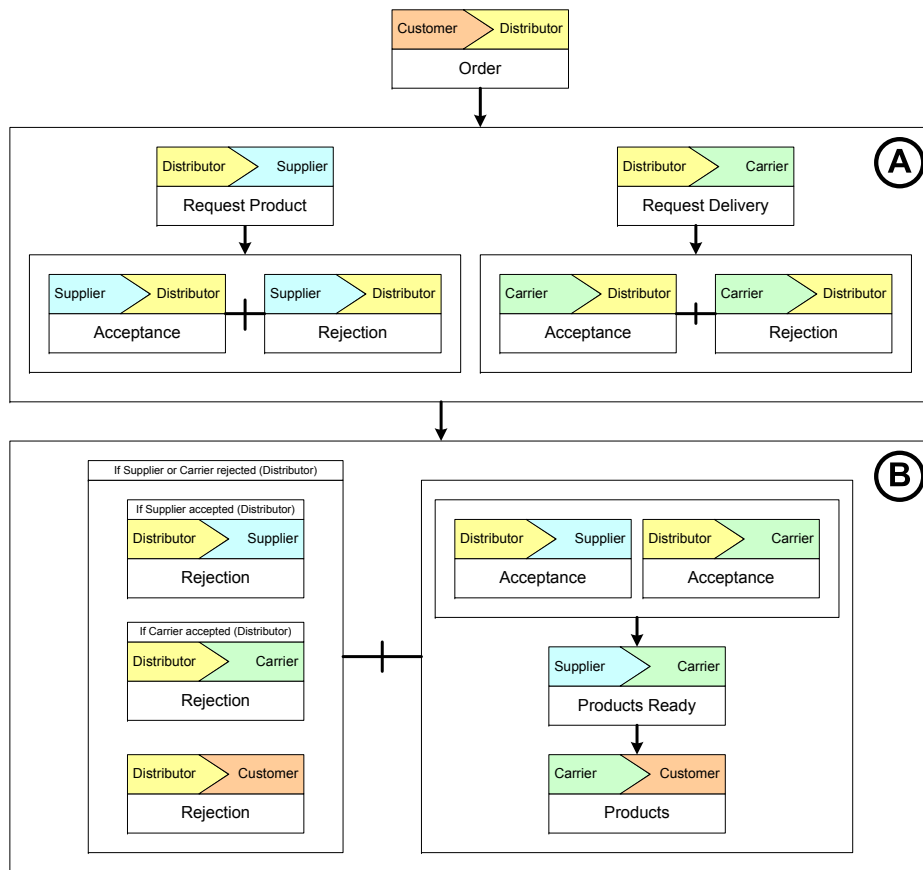 Customer Distributor
Order
A
Distributor Supplier
Request Product
Distributor Carrier
Request Delivery
Supplier Distributor
Acceptance
Supplier Distributor
Rejection
Carrier Distributor
Acceptance
Carrier Distributor
Rejection
B
If Supplier or Carrier rejected (Distributor)
If Supplier accepted (Distributor)
Distributor Supplier
Rejection
If Carrier accepted (Distributor)
Distributor Carrier
Rejection
Distributor Customer
Rejection
Distributor Supplier
Acceptance
Distributor Carrier
Acceptance
Supplier Carrier
Products Ready
Carrier Customer
Products